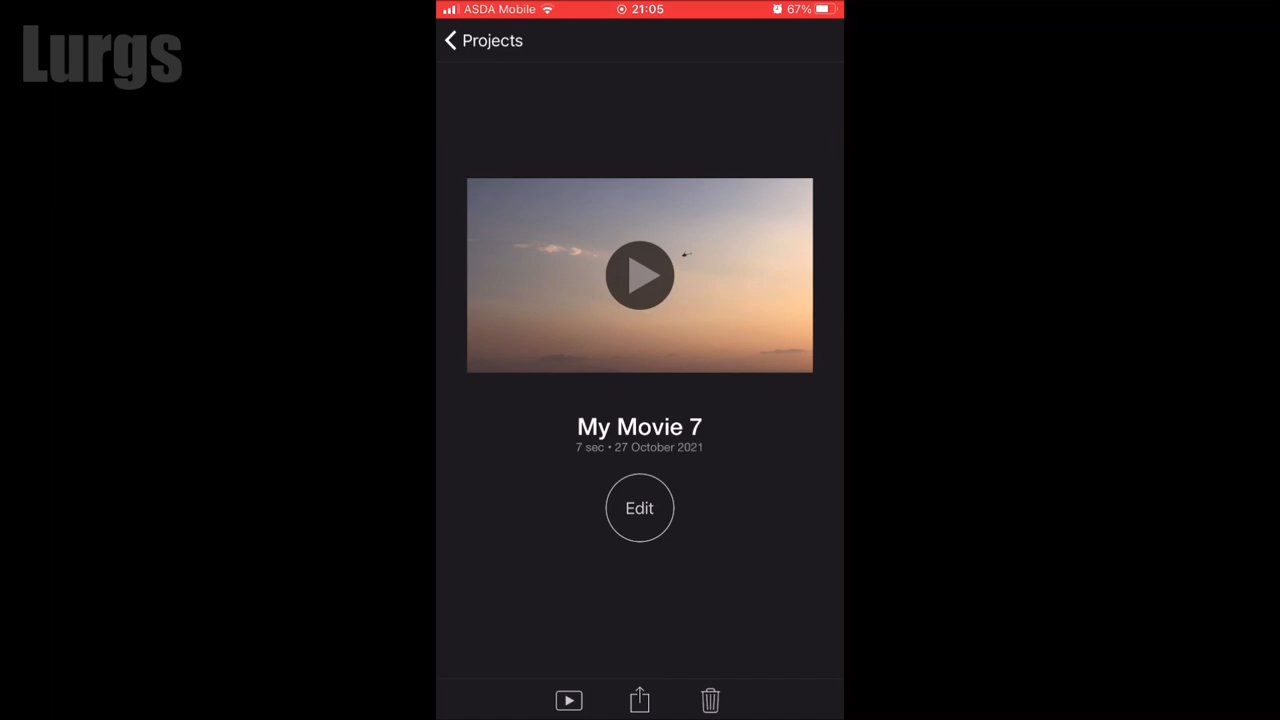 Lurgs
ASDA Mobile 21:05 67%
Projects
My Movie 7
7 sec • 27 October 2021
Edit